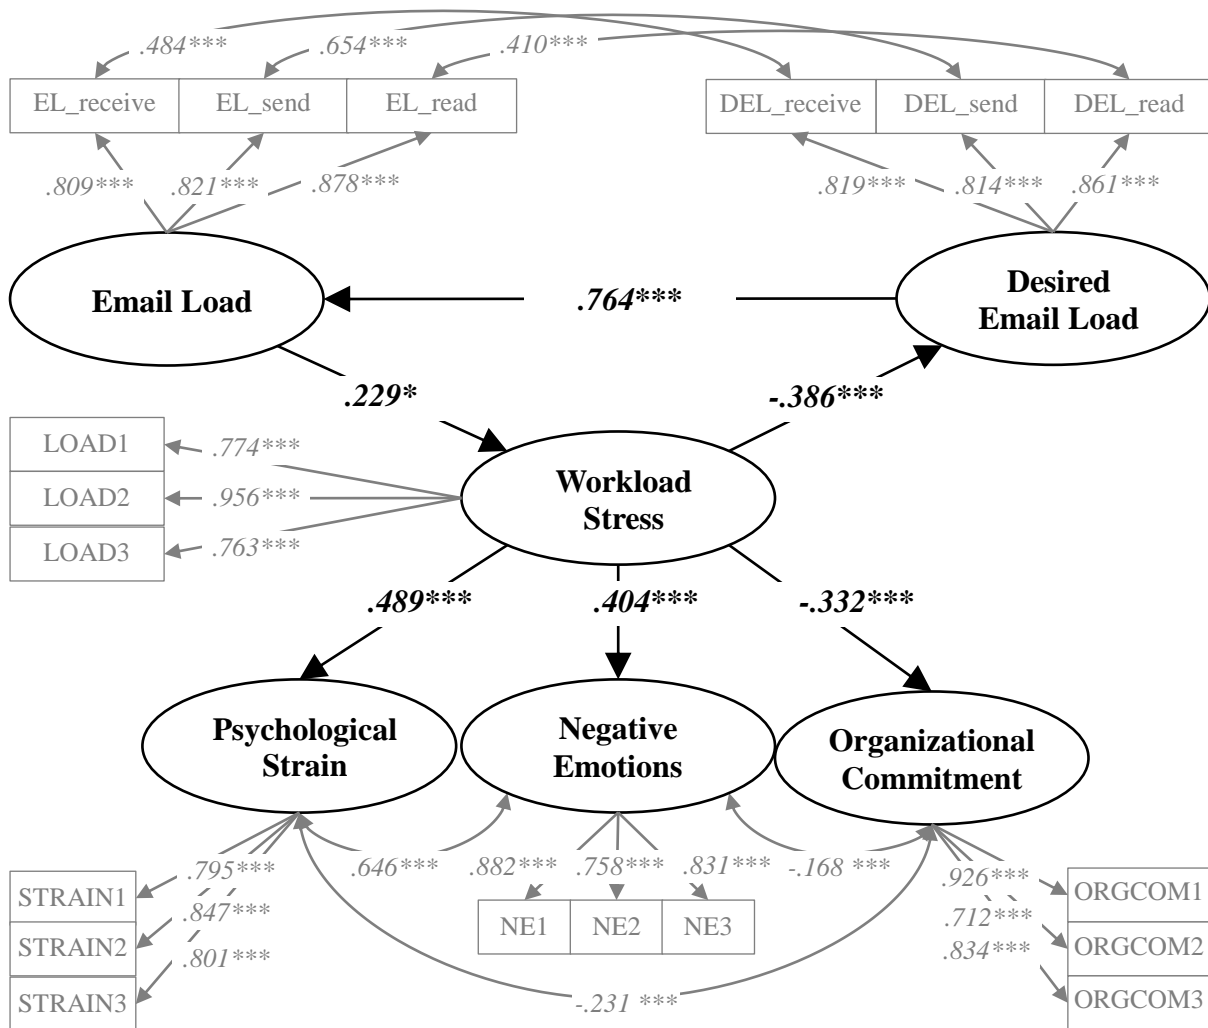 .484***
.654***
.410***
EL_receive
EL_send
EL_read
DEL_receive
DEL_send
DEL_read
.809***
.821***
.878***
.819***
.814***
.861***
Email Load
.764***
Desired
Email Load
.229*
-.386***
LOAD1
.774***
LOAD2
.956***
LOAD3
.763***
Workload
Stress
.489***
.404***
-.332***
Psychological
Strain
Negative
Emotions
Organizational
Commitment
.795***
.847***
.801***
.646***
.882***
.758***
.831***
-.168 ***
.926***
.712***
.834***
STRAIN1
STRAIN2
STRAIN3
NE1
NE2
NE3
ORGCOM1
ORGCOM2
ORGCOM3
-.231 ***